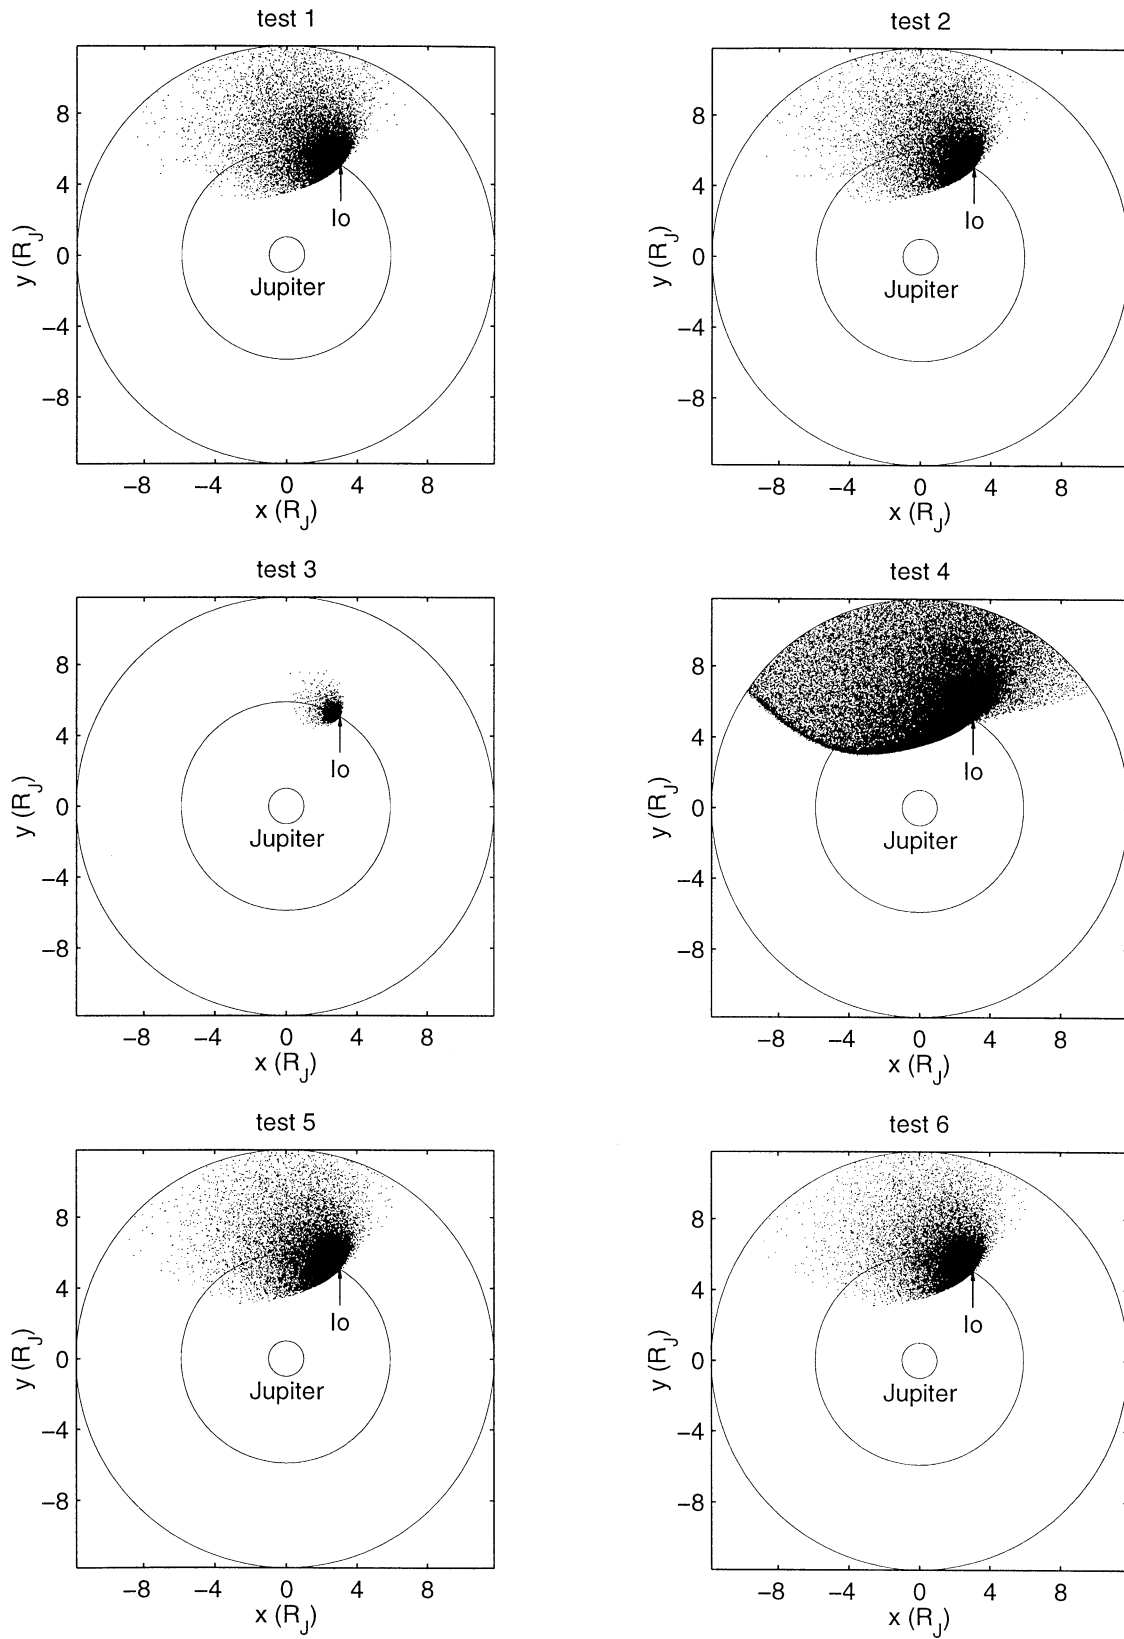 test 1
8
4
0
−4
−8
y (R_J)
Io
Jupiter
−8 −4 0 4 8
x (R_J)
test 2
8
4
0
−4
−8
y (R_J)
Io
Jupiter
−8 −4 0 4 8
x (R_J)
test 3
8
4
0
−4
−8
y (R_J)
Io
Jupiter
−8 −4 0 4 8
x (R_J)
test 4
8
4
0
−4
−8
y (R_J)
Io
Jupiter
−8 −4 0 4 8
x (R_J)
test 5
8
4
0
−4
−8
y (R_J)
Io
Jupiter
−8 −4 0 4 8
x (R_J)
test 6
8
4
0
−4
−8
y (R_J)
Io
Jupiter
−8 −4 0 4 8
x (R_J)